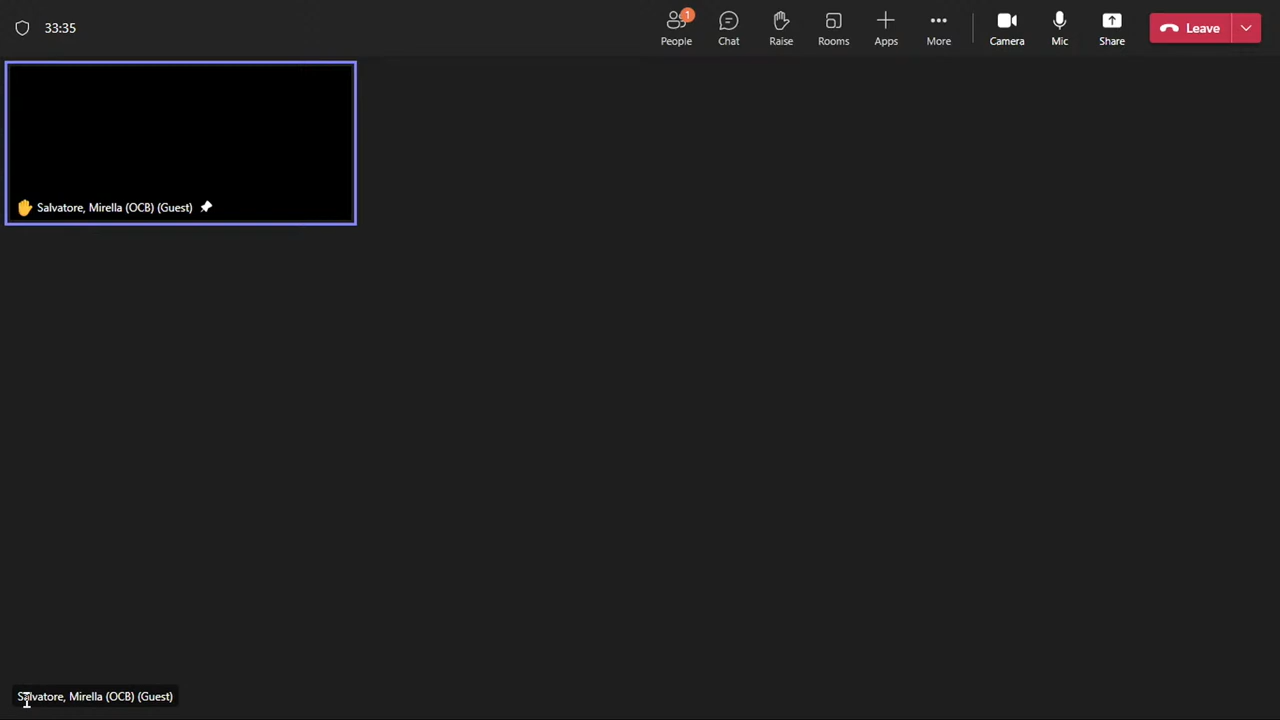 33:35
1
People
Chat
Raise
Rooms
Apps
More
Camera
Mic
Share
Leave
Salvatore, Mirella (OCB) (Guest)
Salvatore, Mirella (OCB) (Guest)